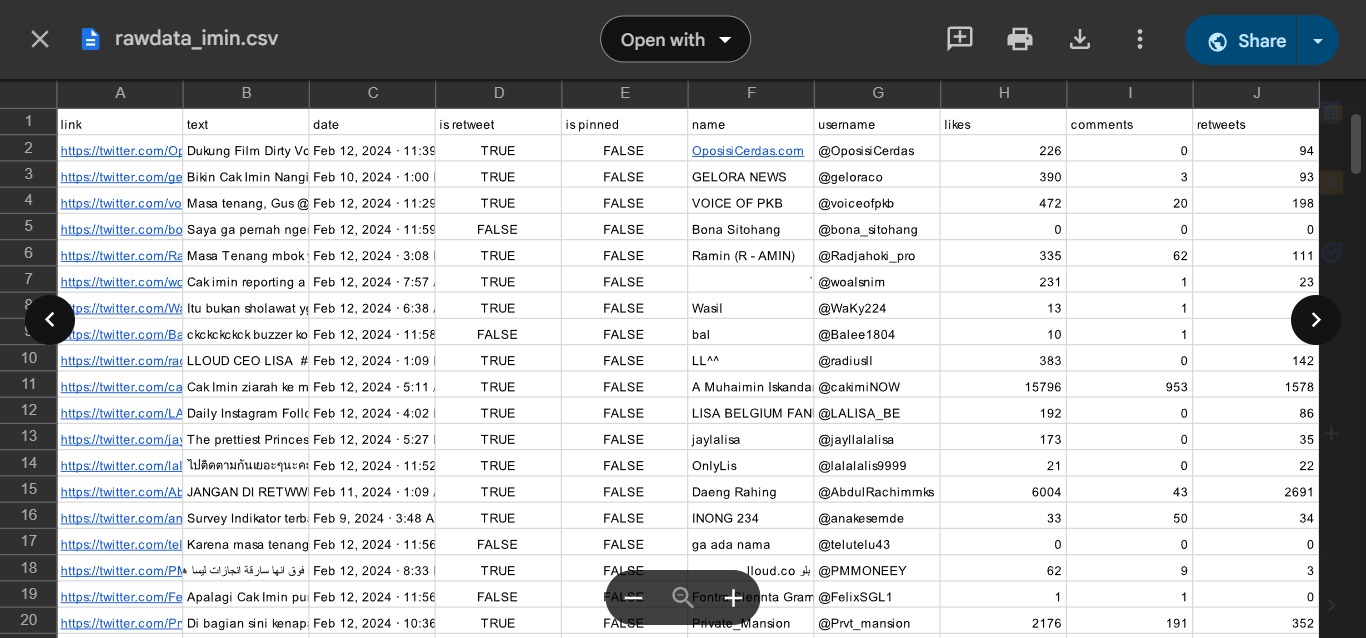 rawdata_imin.csv Open with Share
A B C D E F G H I J
1 link text date is retweet is pinned name username likes comments retweets
2 https://twitter.com/Op Dukung Film Dirty Vo Feb 12, 2024 · 11:39 TRUE FALSE OposisiCerdas.com @OposisiCerdas 226 0 94
3 https://twitter.com/ge Bikin Cak Imin Nangi Feb 10, 2024 · 1:00 TRUE FALSE GELORA NEWS @geloraco 390 3 93
4 https://twitter.com/vo Masa tenang, Gus @ Feb 12, 2024 · 11:29 TRUE FALSE VOICE OF PKB @voiceofpkb 472 20 198
5 https://twitter.com/bo Saya ga pernah nge Feb 12, 2024 · 11:59 FALSE FALSE Bona Sitohang @bona_sitohang 0 0 0
6 https://twitter.com/Ra Masa Tenang mbok Feb 12, 2024 · 3:08 TRUE FALSE Ramin (R - AMIN) @Radjahoki_pro 335 62 111
7 https://twitter.com/wo Cak imin reporting a Feb 12, 2024 · 7:57 TRUE FALSE @woalsnim 231 1 23
8 https://twitter.com/Wa Itu bukan sholawat yg Feb 12, 2024 · 6:38 TRUE FALSE Wasil @WaKy224 13 1
9 https://twitter.com/Ba ckckckckck buzzer ko Feb 12, 2024 · 11:58 FALSE FALSE bal @Balee1804 10 1
10 https://twitter.com/rad LLOUD CEO LISA # Feb 12, 2024 · 1:09 TRUE FALSE LL^^ @radiusll 383 0 142
11 https://twitter.com/ca Cak Imin ziarah ke m Feb 12, 2024 · 5:11 TRUE FALSE A Muhaimin Iskanda @cakimiNOW 15796 953 1578
12 https://twitter.com/LA Daily Instagram Follo Feb 12, 2024 · 4:02 TRUE FALSE LISA BELGIUM FAN @LALISA_BE 192 0 86
13 https://twitter.com/jay The prettiest Princes Feb 12, 2024 · 5:27 TRUE FALSE jaylalisa @jayllalalisa 173 0 35
14 https://twitter.com/lal ไปติดตามกันเยอะๆนะคะ Feb 12, 2024 · 11:52 TRUE FALSE OnlyLis @lalalalis9999 21 0 22
15 https://twitter.com/Ab JANGAN DI RETWW Feb 11, 2024 · 1:09 TRUE FALSE Daeng Rahing @AbdulRachimmks 6004 43 2691
16 https://twitter.com/an Survey Indikator terb Feb 9, 2024 · 3:48 A TRUE FALSE INONG 234 @anakesemde 33 50 34
17 https://twitter.com/tel Karena masa tenang Feb 12, 2024 · 11:56 FALSE FALSE ga ada nama @telutelu43 0 0 0
18 https://twitter.com/PM فوق انها سارقة انجازات ليسا ه Feb 12, 2024 · 8:33 TRUE FALSE lloud.co بلو @PMMONEEY 62 9 3
19 https://twitter.com/Fe Apalagi Cak Imin pu Feb 12, 2024 · 11:56 FALSE FALSE Gram @FelixSGL1 1 1 0
20 https://twitter.com/Pr Di bagian sini kenap Feb 12, 2024 · 10:36 TRUE FALSE Private_Mansion @Prvt_mansion 2176 191 352